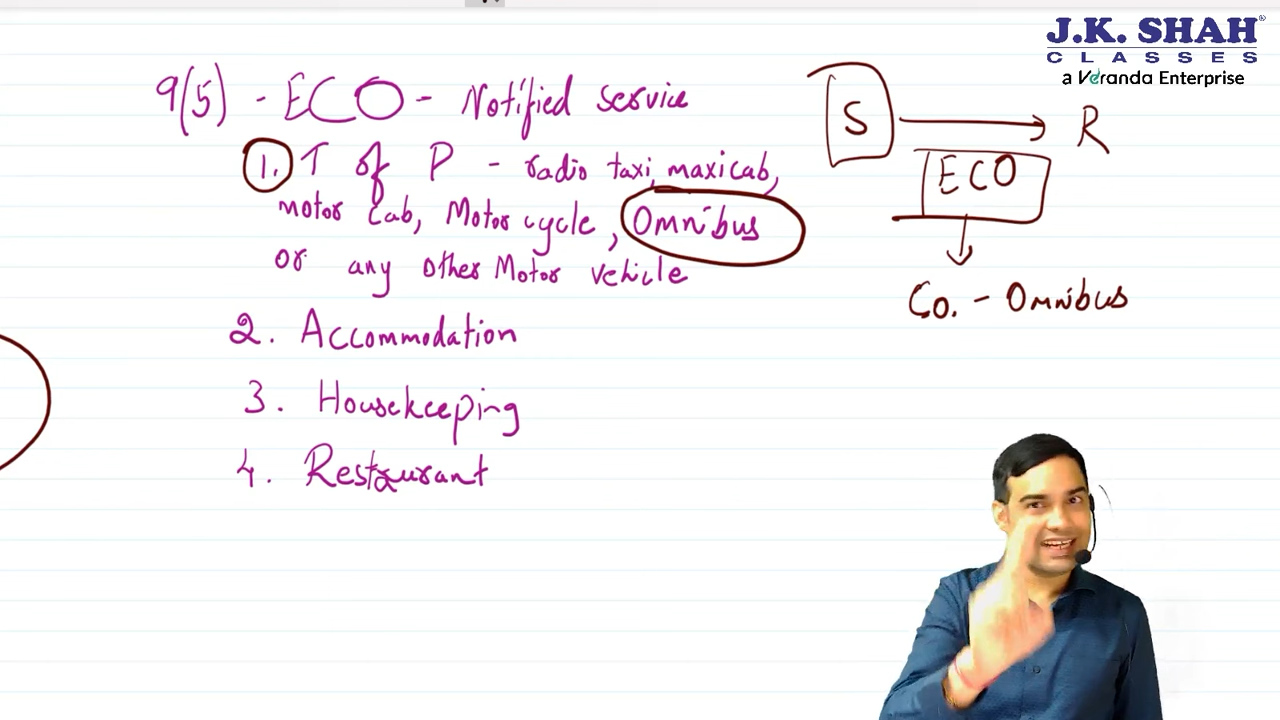 J.K. SHAH®
CLASSES
a Veranda Enterprise
9(5) - ECO - Notified service
1. T of P - radio taxi, maxicab,
motor cab, Motor cycle, Omnibus
or any other Motor vehicle
2. Accommodation
3. Housekeeping
4. Restaurant
S → R
ECO
Co. - Omnibus